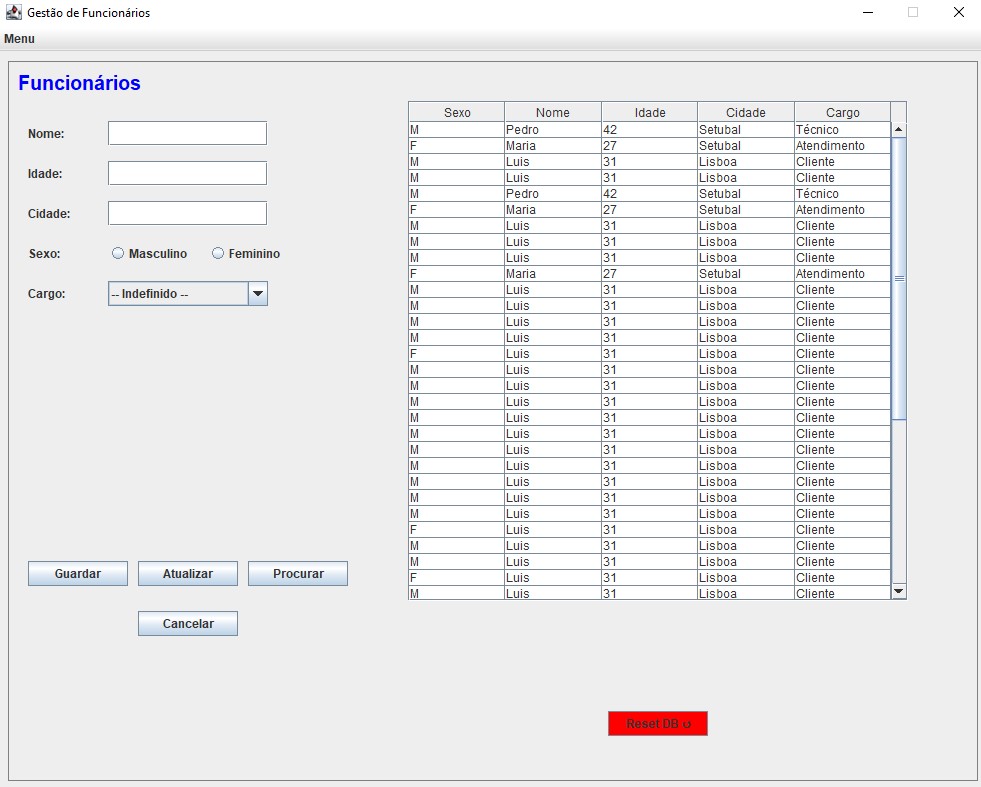 Gestão de Funcionários
Menu
Funcionários
Nome:
Idade:
Cidade:
Sexo: Masculino Feminino
Cargo: -- Indefinido --
Guardar Atualizar Procurar
Cancelar
Sexo Nome Idade Cidade Cargo
M Pedro 42 Setubal Técnico
F Maria 27 Setubal Atendimento
M Luis 31 Lisboa Cliente
M Luis 31 Lisboa Cliente
M Pedro 42 Setubal Técnico
F Maria 27 Setubal Atendimento
M Luis 31 Lisboa Cliente
M Luis 31 Lisboa Cliente
M Luis 31 Lisboa Cliente
F Maria 27 Setubal Atendimento
M Luis 31 Lisboa Cliente
M Luis 31 Lisboa Cliente
M Luis 31 Lisboa Cliente
M Luis 31 Lisboa Cliente
F Luis 31 Lisboa Cliente
M Luis 31 Lisboa Cliente
M Luis 31 Lisboa Cliente
M Luis 31 Lisboa Cliente
M Luis 31 Lisboa Cliente
M Luis 31 Lisboa Cliente
M Luis 31 Lisboa Cliente
M Luis 31 Lisboa Cliente
M Luis 31 Lisboa Cliente
M Luis 31 Lisboa Cliente
M Luis 31 Lisboa Cliente
F Luis 31 Lisboa Cliente
M Luis 31 Lisboa Cliente
M Luis 31 Lisboa Cliente
F Luis 31 Lisboa Cliente
M Luis 31 Lisboa Cliente
Reset DB ↺